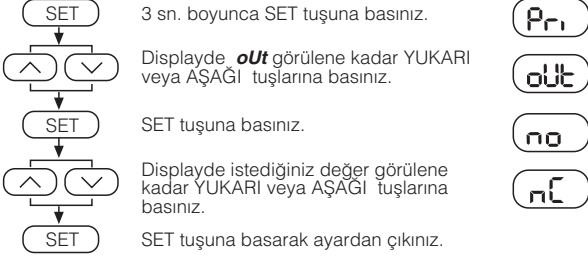 SET 3 sn. boyunca SET tuşuna basınız. Pri
Displayde oUt görülene kadar YUKARI
veya AŞAĞI tuşlarına basınız. oUt
SET SET tuşuna basınız. no
Displayde istediğiniz değer görülene
kadar YUKARI veya AŞAĞI tuşlarına
basınız. nC
SET SET tuşuna basarak ayardan çıkınız.